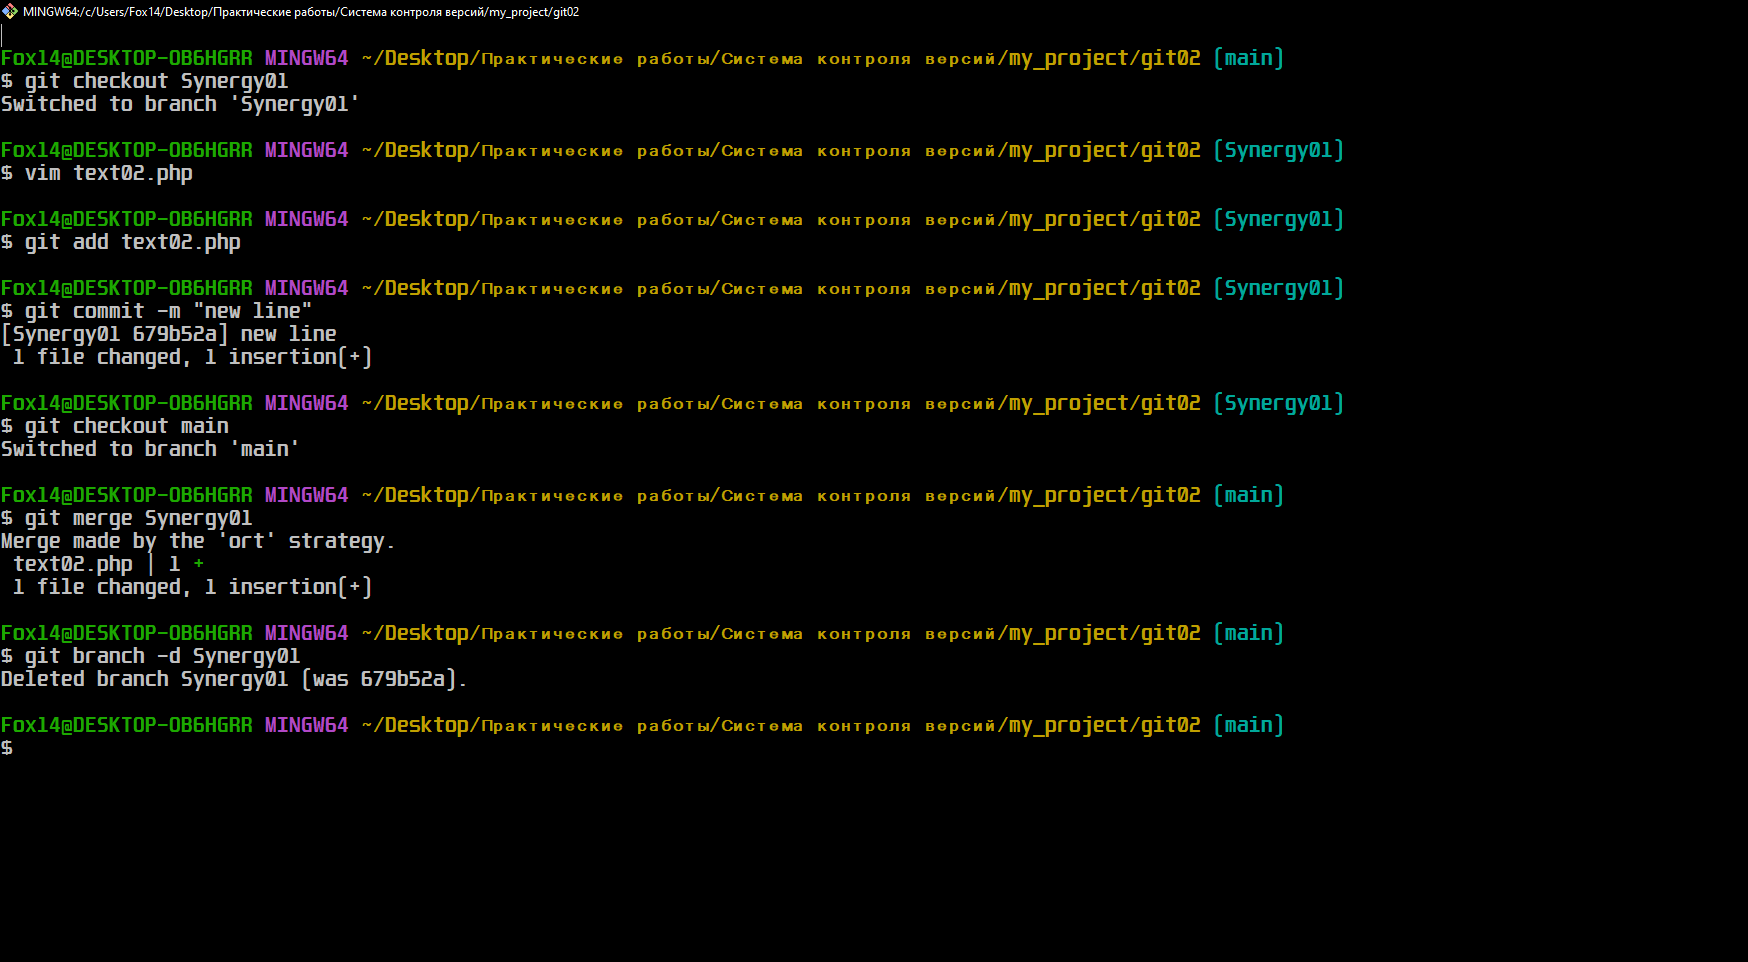 MINGW64:/c/Users/Fox14/Desktop/Практические работы/Система контроля версий/my_project/git02
Fox14@DESKTOP-OB6HGRR MINGW64 ~/Desktop/Практические работы/Система контроля версий/my_project/git02 (main)
$ git checkout Synergy01
Switched to branch 'Synergy01'
Fox14@DESKTOP-OB6HGRR MINGW64 ~/Desktop/Практические работы/Система контроля версий/my_project/git02 (Synergy01)
$ vim text02.php
Fox14@DESKTOP-OB6HGRR MINGW64 ~/Desktop/Практические работы/Система контроля версий/my_project/git02 (Synergy01)
$ git add text02.php
Fox14@DESKTOP-OB6HGRR MINGW64 ~/Desktop/Практические работы/Система контроля версий/my_project/git02 (Synergy01)
$ git commit -m "new line"
[Synergy01 679b52a] new line
 1 file changed, 1 insertion(+)
Fox14@DESKTOP-OB6HGRR MINGW64 ~/Desktop/Практические работы/Система контроля версий/my_project/git02 (Synergy01)
$ git checkout main
Switched to branch 'main'
Fox14@DESKTOP-OB6HGRR MINGW64 ~/Desktop/Практические работы/Система контроля версий/my_project/git02 (main)
$ git merge Synergy01
Merge made by the 'ort' strategy.
 text02.php | 1 +
 1 file changed, 1 insertion(+)
Fox14@DESKTOP-OB6HGRR MINGW64 ~/Desktop/Практические работы/Система контроля версий/my_project/git02 (main)
$ git branch -d Synergy01
Deleted branch Synergy01 (was 679b52a).
Fox14@DESKTOP-OB6HGRR MINGW64 ~/Desktop/Практические работы/Система контроля версий/my_project/git02 (main)
$